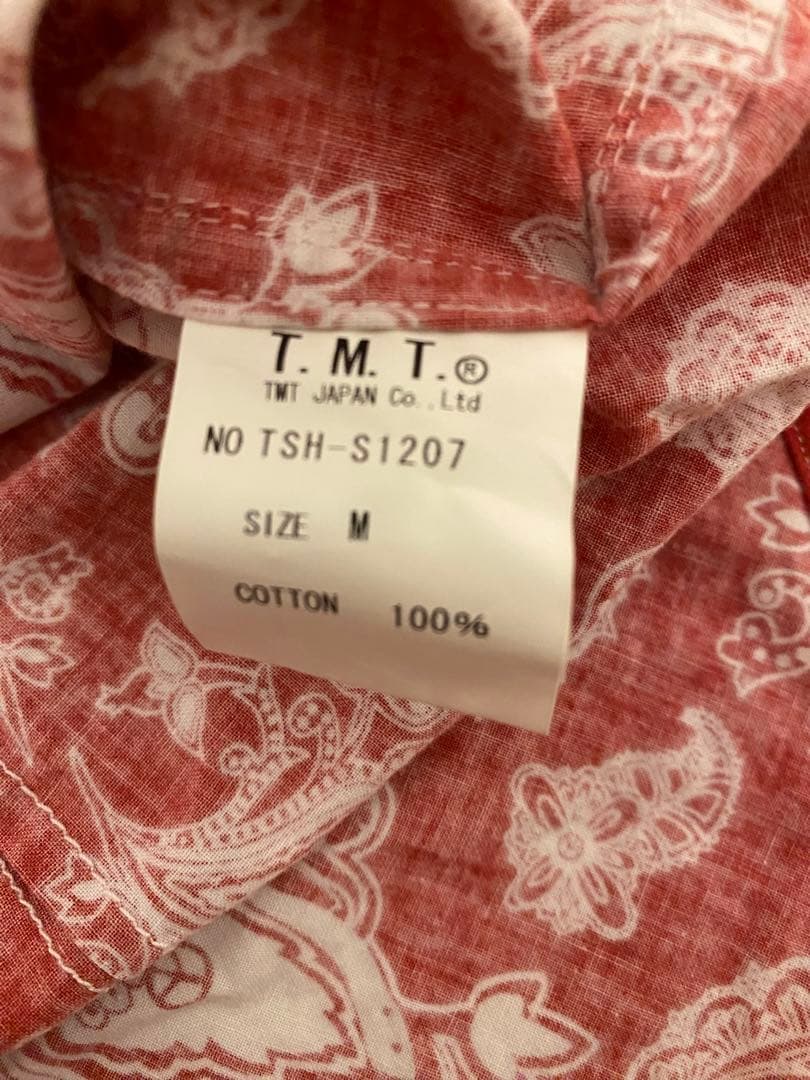 T. M. T.®
TMT JAPAN Co.,Ltd
NO TSH-S1207
SIZE M
COTTON 100%